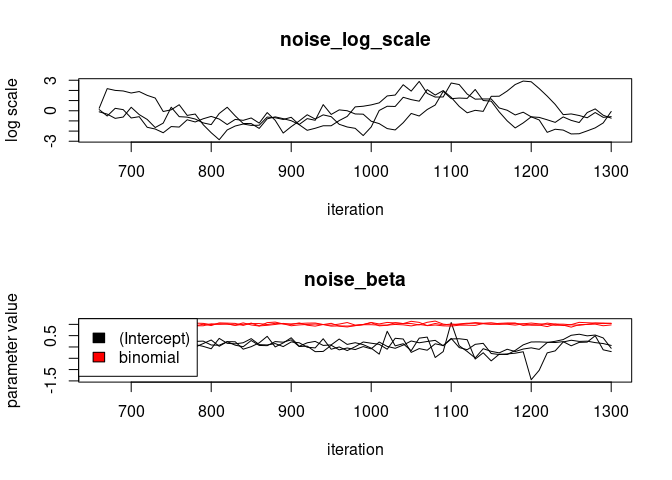 noise_log_scale
log scale
3
0
-3
700 800 900 1000 1100 1200 1300
iteration
noise_beta
parameter value
0.5
-1.5
(Intercept)
binomial
700 800 900 1000 1100 1200 1300
iteration